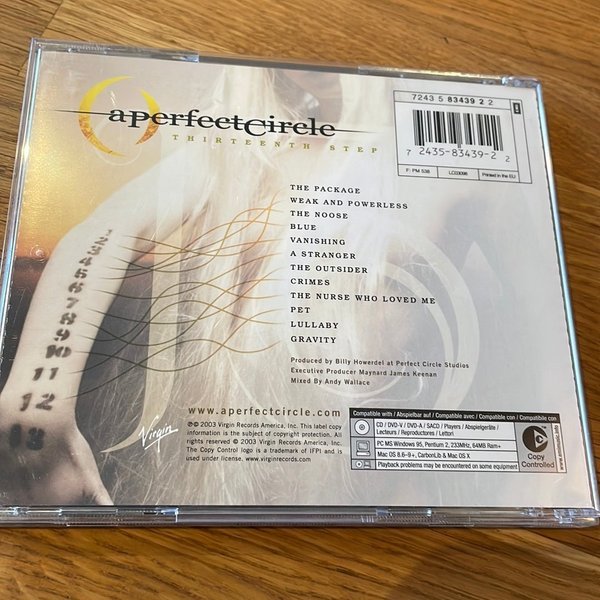 aperfectcircle
THIRTEENTH STEP
7243 5 83439 2 2
7 2435-83439-2 2
F: PM 538
LC03098
Printed in the EU
THE PACKAGE
WEAK AND POWERLESS
THE NOOSE
BLUE
VANISHING
A STRANGER
THE OUTSIDER
CRIMES
THE NURSE WHO LOVED ME
PET
LULLABY
GRAVITY
1
2
3
4
5
6
7
8
9
10
11
12
13
Produced by Billy Howerdel at Perfect Circle Studios
Executive Producer Maynard James Keenan
Mixed By Andy Wallace
www.aperfectcircle.com
Virgin
℗© 2003 Virgin Records America, Inc. This label copy
information is the subject of copyright protection. All
rights reserved © 2003 Virgin Records America, Inc.
The Copy Control logo is a trademark of IFPI and is
used under license. www.virginrecords.com
Compatible with / Abspielbar auf / Compatible avec / Compatible con / Compatibile con
CD / DVD-V / DVD-A / SACD / Players / Abspielgeräte /
Lecteurs / Reproductores / Lettori
PC MS Windows 95, Pentium 2, 233MHz, 64MB Ram+
Mac OS 8.6-9+, CarbonLib & Mac OS X
Playback problems may be encountered on some equipment
Copy
Controlled